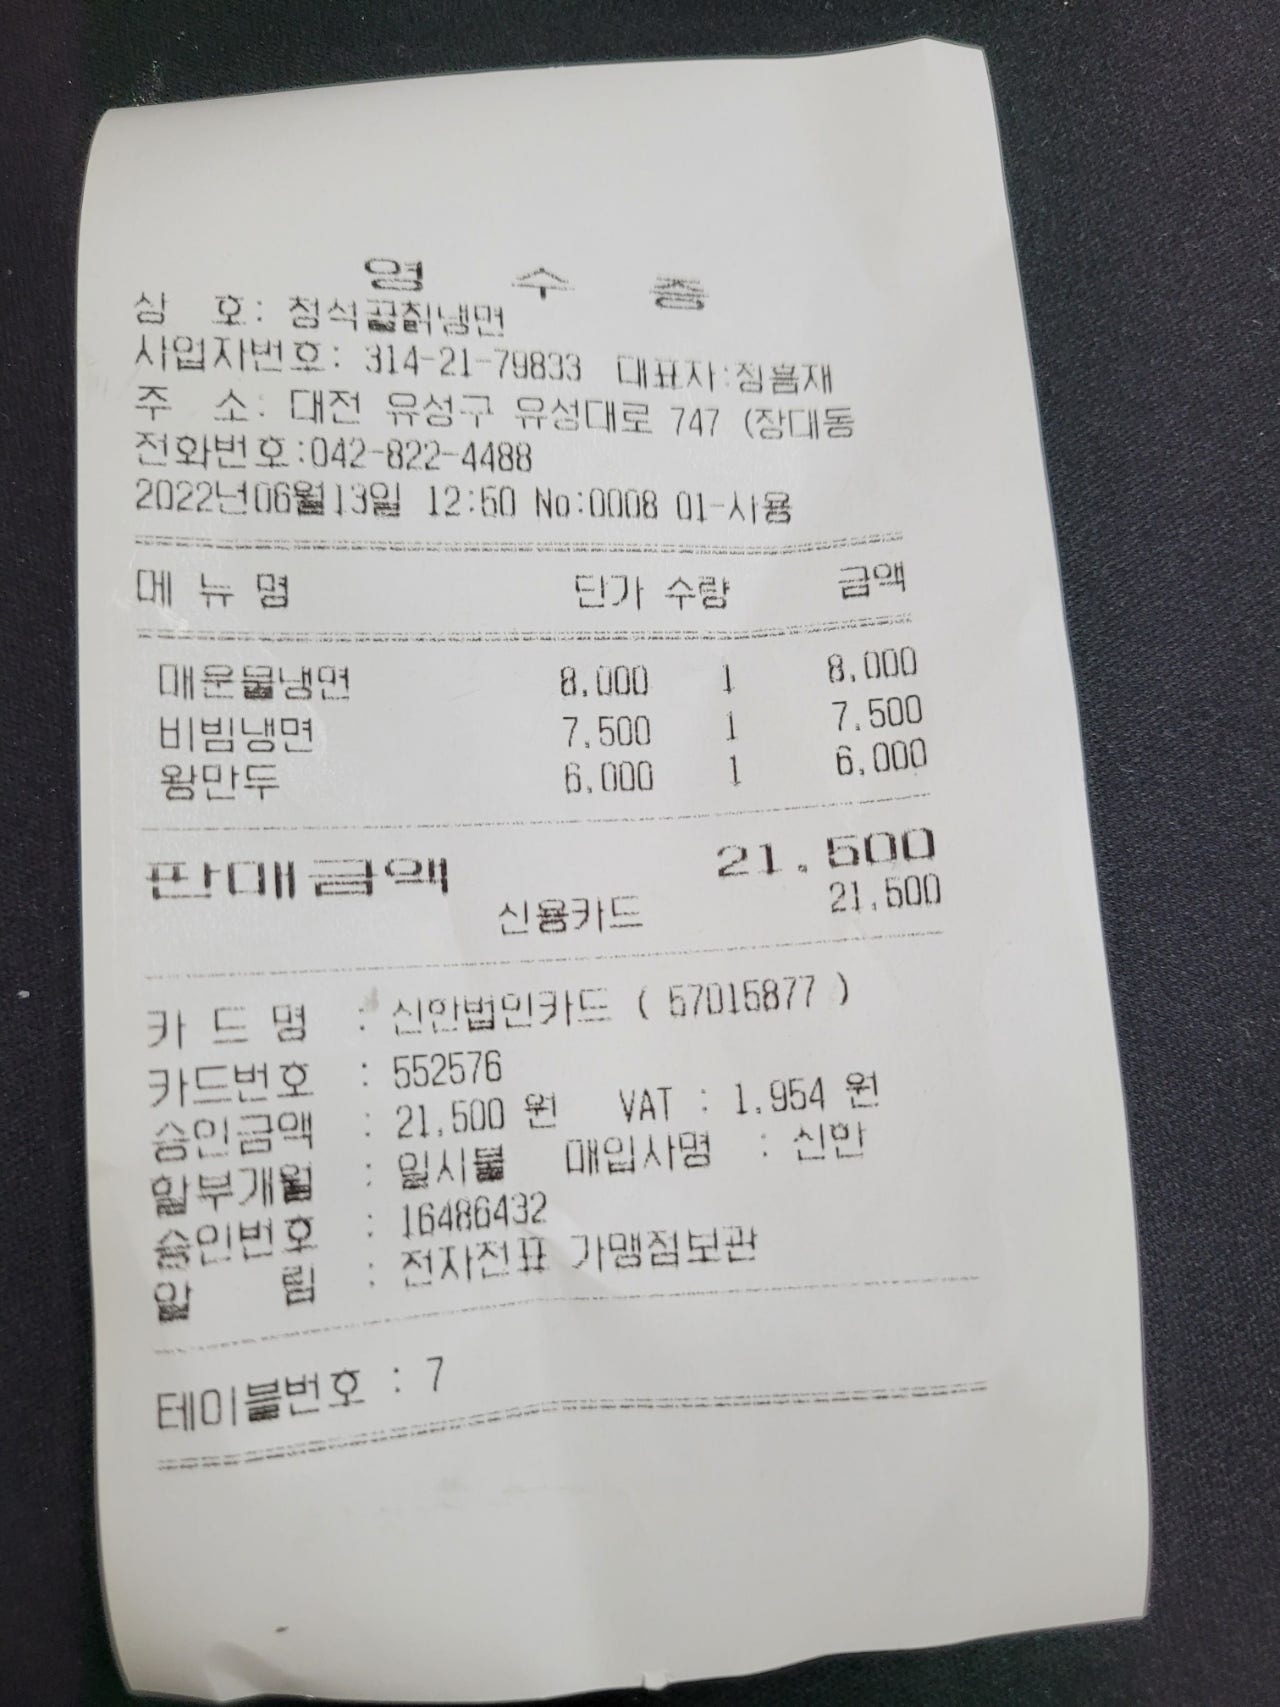 영 수 증
상 호: 청석골칡냉면
사업자번호: 314-21-79833 대표자:정흠재
주 소: 대전 유성구 유성대로 747 (장대동
전화번호:042-822-4488
2022년06월13일 12:50 No:0008 01-사용
메 뉴 명 단가 수량 금액
매운물냉면 8,000 1 8,000
비빔냉면 7,500 1 7,500
왕만두 6,000 1 6,000
판매금액 21,500
신용카드 21,500
카 드 명 : 신한법인카드 ( 57015877 )
카드번호 : 552576
승인금액 : 21,500 원 VAT : 1,954 원
할부개월 : 일시불 매입사명 : 신한
승인번호 : 16486432
알 림 : 전자전표 가맹점보관
테이블번호 : 7